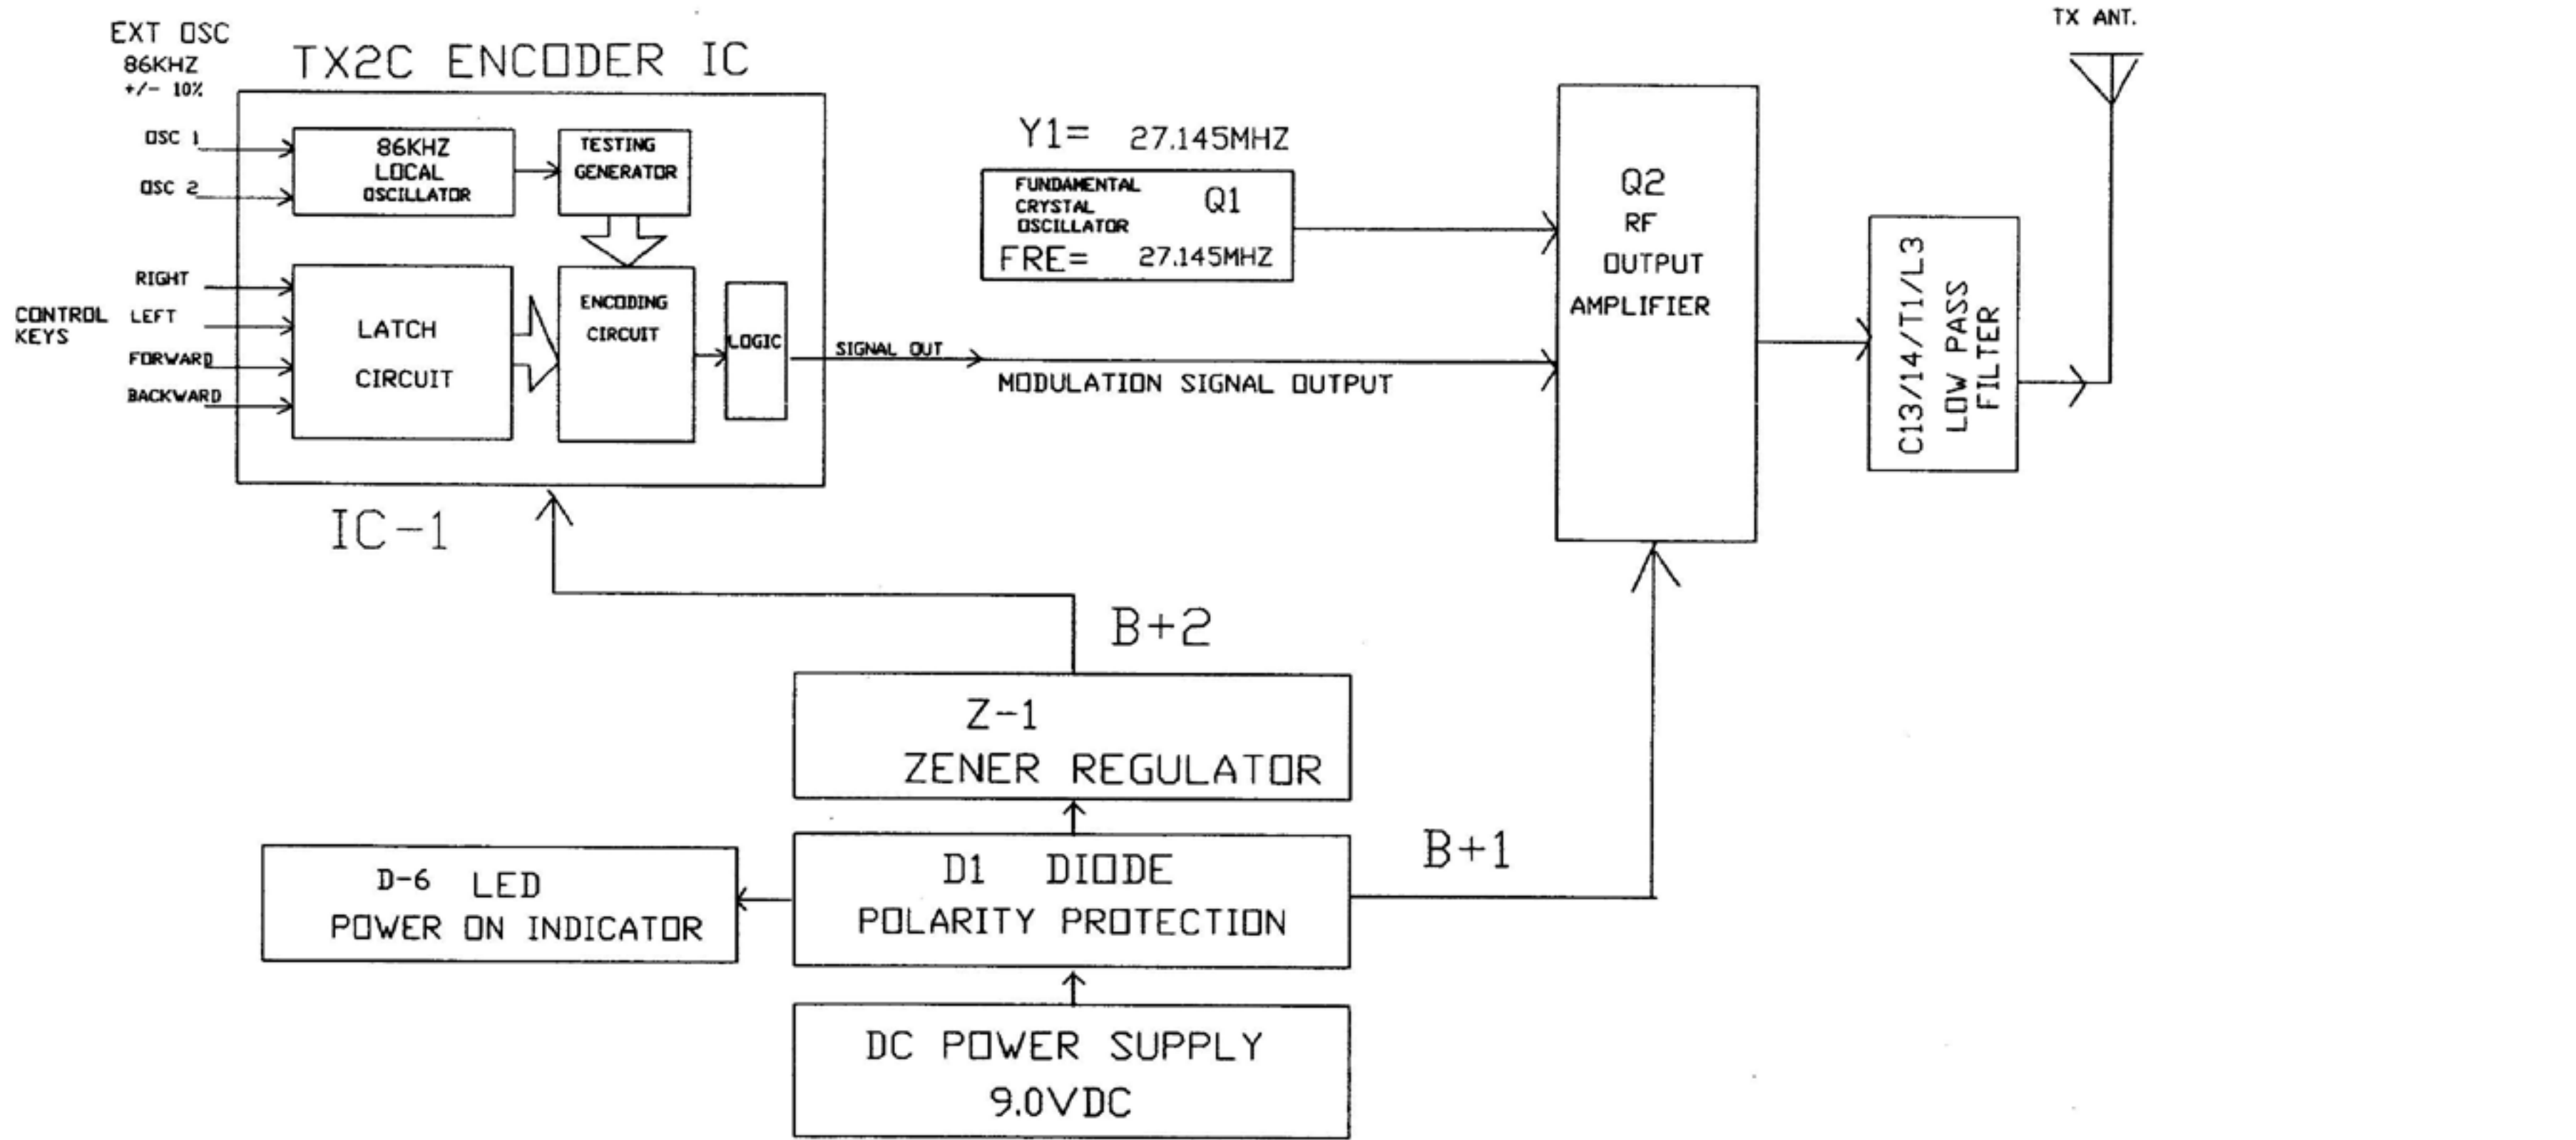 EXT OSC
86KHZ
+/- 10%
TX2C ENCODER IC
TX ANT.
OSC 1
OSC 2
86KHZ
LOCAL
OSCILLATOR
TESTING
GENERATOR
CONTROL
KEYS
RIGHT
LEFT
FORWARD
BACKWARD
LATCH
CIRCUIT
ENCODING
CIRCUIT
LOGIC
SIGNAL OUT
MODULATION SIGNAL OUTPUT
IC-1
Y1= 27.145MHZ
FUNDAMENTAL
CRYSTAL Q1
OSCILLATOR
FRE= 27.145MHZ
Q2
RF
OUTPUT
AMPLIFIER
C13/14/T1/L3
LOW PASS
FILTER
B+2
Z-1
ZENER REGULATOR
B+1
D-6 LED
POWER ON INDICATOR
D1 DIODE
POLARITY PROTECTION
DC POWER SUPPLY
9.0VDC